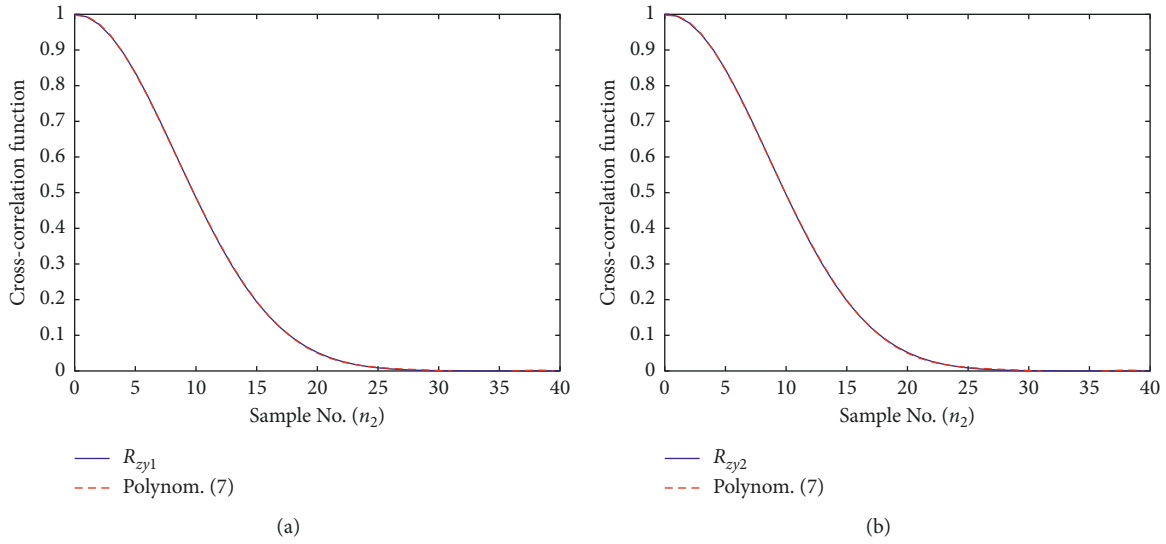 1
0.9
0.8
0.7
0.6
0.5
0.4
0.3
0.2
0.1
0
Cross-correlation function
0 5 10 15 20 25 30 35 40
Sample No. (n2)
Rzy1
Polynom. (7)
(a)
1
0.9
0.8
0.7
0.6
0.5
0.4
0.3
0.2
0.1
0
Cross-correlation function
0 5 10 15 20 25 30 35 40
Sample No. (n2)
Rzy2
Polynom. (7)
(b)